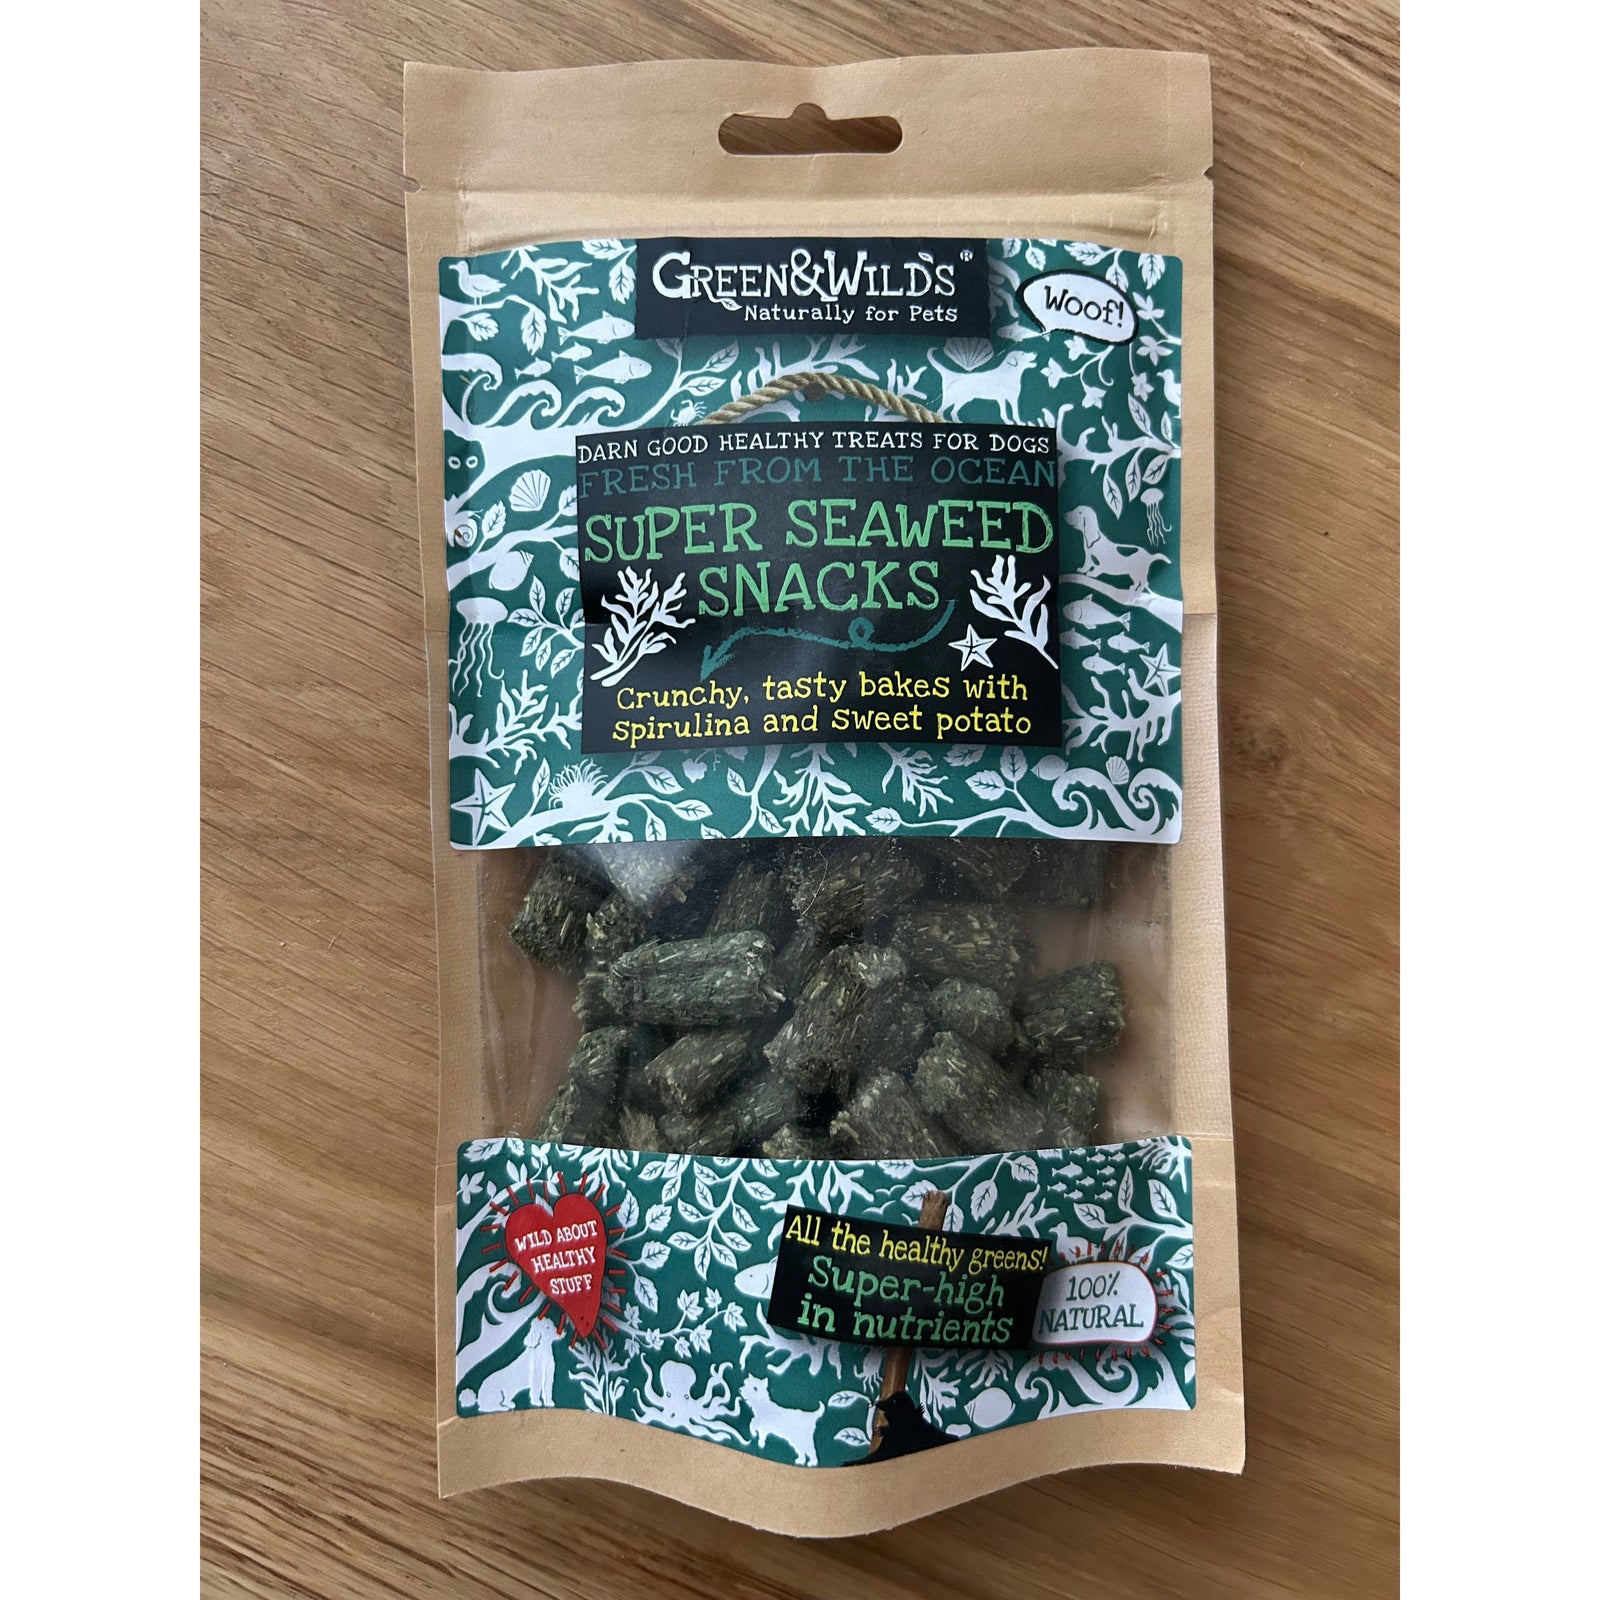 GREEN&WILD'S®
Naturally for Pets
Woof!
DARN GOOD HEALTHY TREATS FOR DOGS
FRESH FROM THE OCEAN
SUPER SEAWEED
SNACKS
Crunchy, tasty bakes with
spirulina and sweet potato
WILD ABOUT
HEALTHY
STUFF
All the healthy greens!
Super-high
in nutrients
100%
NATURAL